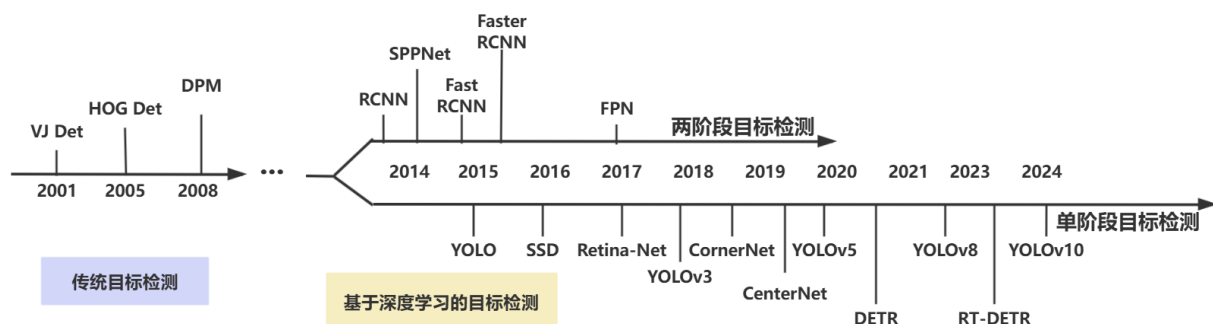 VJ Det
HOG Det
DPM
2001
2005
2008
...
RCNN
SPPNet
Fast
RCNN
Faster
RCNN
FPN
两阶段目标检测
2014
2015
2016
2017
2018
2019
2020
2021
2023
2024
单阶段目标检测
YOLO
SSD
Retina-Net
YOLOv3
CornerNet
CenterNet
YOLOv5
DETR
YOLOv8
RT-DETR
YOLOv10
传统目标检测
基于深度学习的目标检测